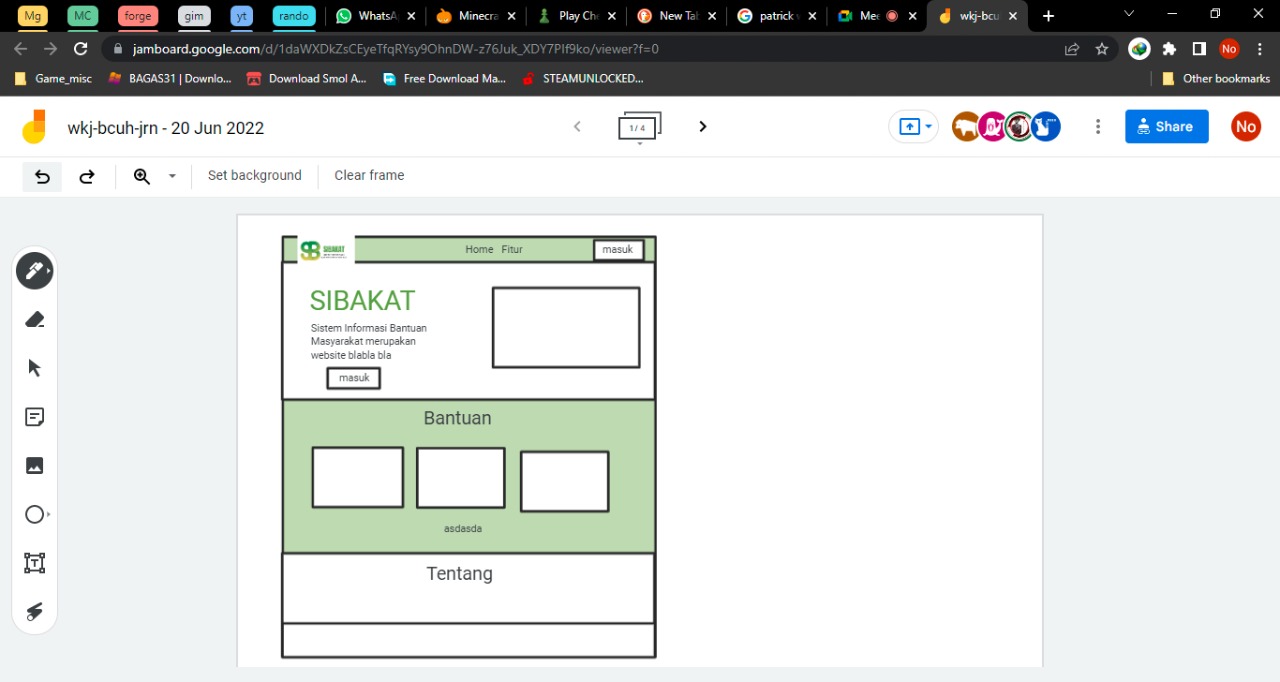 Mg
MC
forge
gim
yt
rando
WhatsA
Minecra
Play Che
New Tab
patrick
Mee
wkj-bcu
jamboard.google.com/d/1daWXDkZsCEyeTfqRYsy9OhnDW-z76Juk_XDY7PIf9ko/viewer?f=0
No
Game_misc
BAGAS31 | Downlo...
Download Smol A...
Free Download Ma...
STEAMUNLOCKED...
Other bookmarks
wkj-bcuh-jrn - 20 Jun 2022
1 / 4
Share
No
Set background
Clear frame
SIBAKAT
Home Fitur
masuk
SIBAKAT
Sistem Informasi Bantuan
Masyarakat merupakan
website blabla bla
masuk
Bantuan
asdasda
Tentang